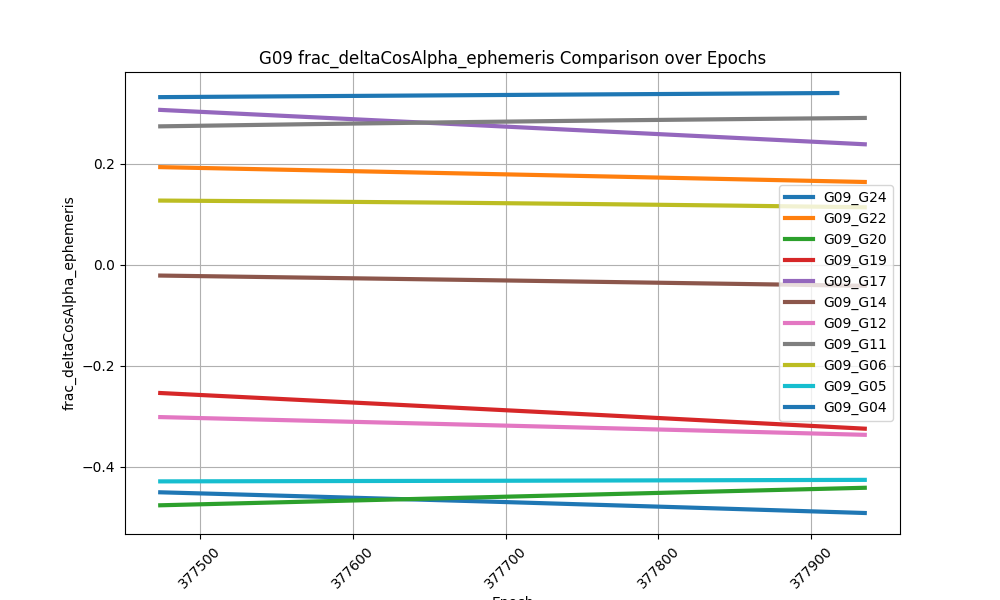 G09 frac_deltaCosAlpha_ephemeris Comparison over Epochs
frac_deltaCosAlpha_ephemeris
0.2
0.0
−0.2
−0.4
377500
377600
377700
377800
377900
Epoch
G09_G24
G09_G22
G09_G20
G09_G19
G09_G17
G09_G14
G09_G12
G09_G11
G09_G06
G09_G05
G09_G04